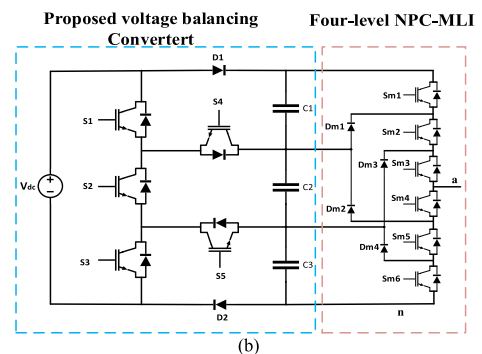 Proposed voltage balancing
Convertert
Four-level NPC-MLI
D1
S1
S4
C1
Sm1
Dm1
Sm2
Dm3
Sm3
Vdc
S2
C2
a
Dm2
Sm4
Sm5
Dm4
S3
S5
C3
Sm6
D2
n
(b)